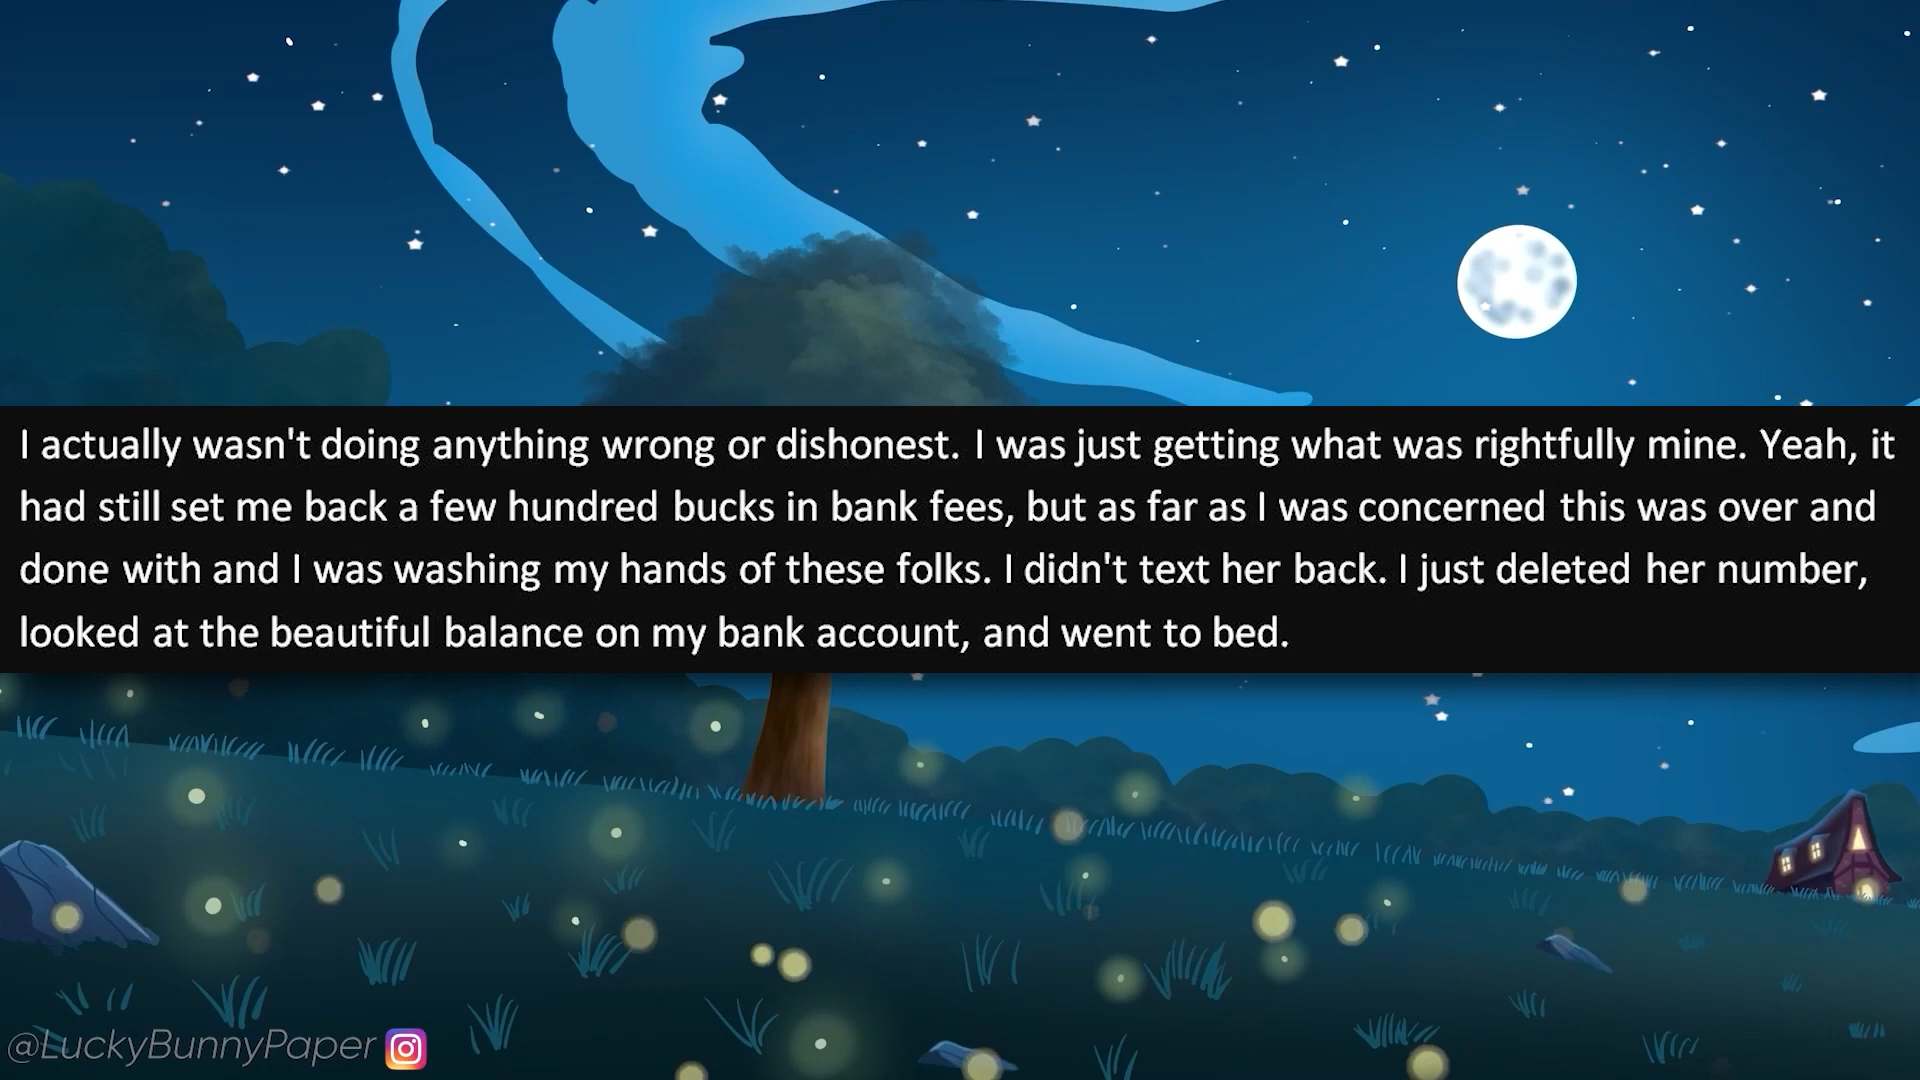 I actually wasn't doing anything wrong or dishonest. I was just getting what was rightfully mine. Yeah, it
had still set me back a few hundred bucks in bank fees, but as far as I was concerned this was over and
done with and I was washing my hands of these folks. I didn't text her back. I just deleted her number,
looked at the beautiful balance on my bank account, and went to bed.
@LuckyBunnyPaper